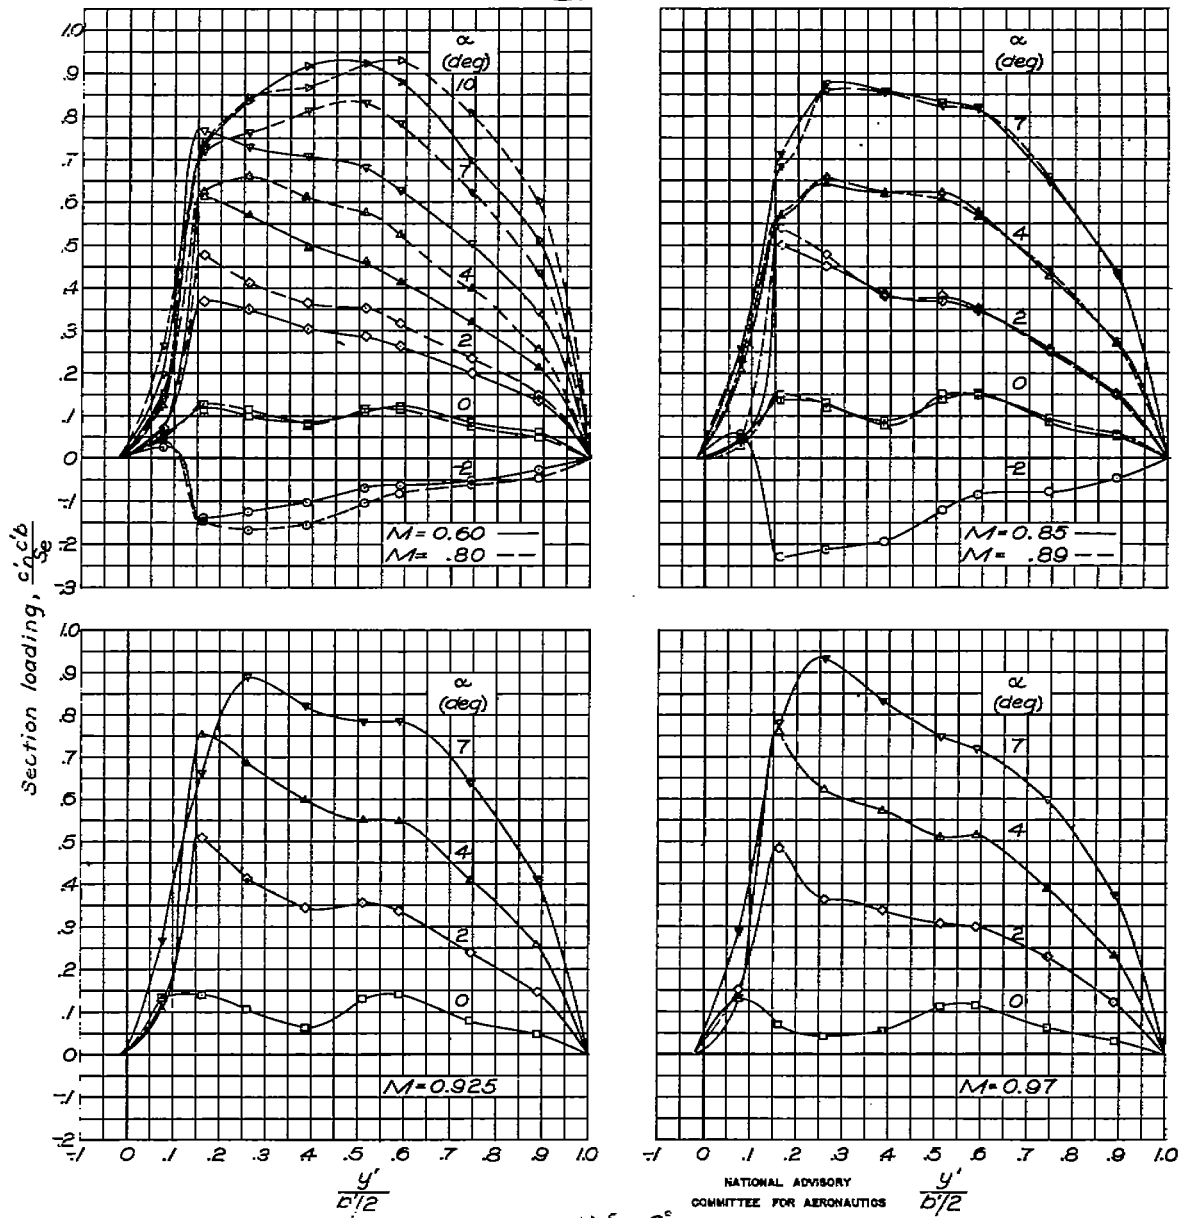 1.0
.9
.8
.7
.6
.5
.4
.3
.2
.1
0
-.1
-.2
-.3
α
(deg)
10
7
4
2
0
-2
M=0.60
M= .80
α
(deg)
7
4
2
0
-2
M=0.85
M= .89
Section loading, c'n c'b / Se
1.0
.9
.8
.7
.6
.5
.4
.3
.2
.1
0
-.1
-.2
α
(deg)
7
4
2
0
M=0.925
-.1 0 .1 .2 .3 .4 .5 .6 .7 .8 .9 1.0
y'
b'/2
α
(deg)
7
4
2
0
M=0.97
-.1 0 .1 .2 .3 .4 .5 .6 .7 .8 .9 1.0
y'
b'/2
NATIONAL ADVISORY
COMMITTEE FOR AERONAUTICS